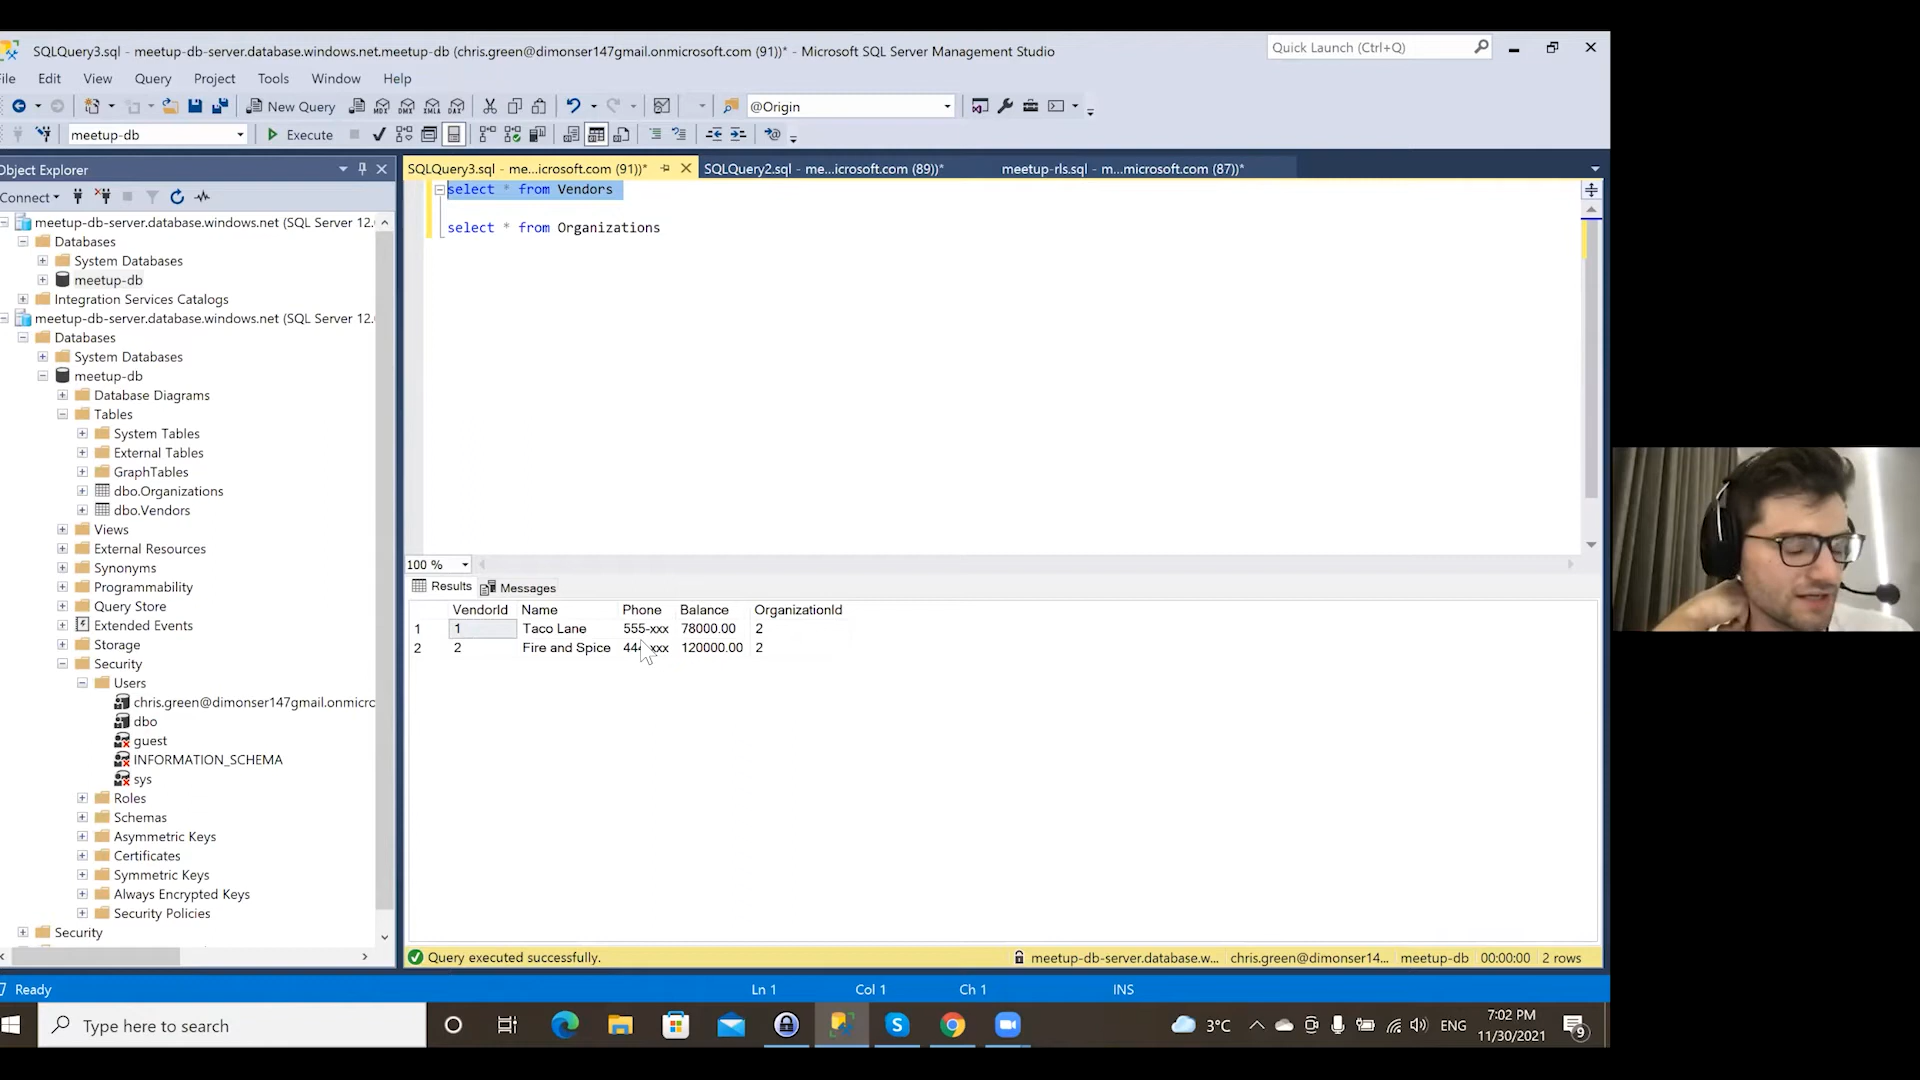 SQLQuery3.sql - meetup-db-server.database.windows.net.meetup-db (chris.green@dimonser147gmail.onmicrosoft.com (91))* - Microsoft SQL Server Management Studio
Quick Launch (Ctrl+Q)
File Edit View Query Project Tools Window Help
New Query
@Origin
meetup-db
Execute
Object Explorer
SQLQuery3.sql - me...icrosoft.com (91))*
SQLQuery2.sql - me...icrosoft.com (89))*
meetup-rls.sql - m...microsoft.com (87))*
Connect
meetup-db-server.database.windows.net (SQL Server 12.
Databases
System Databases
meetup-db
Integration Services Catalogs
meetup-db-server.database.windows.net (SQL Server 12.
Databases
System Databases
meetup-db
Database Diagrams
Tables
System Tables
External Tables
GraphTables
dbo.Organizations
dbo.Vendors
Views
External Resources
Synonyms
Programmability
Query Store
Extended Events
Storage
Security
Users
chris.green@dimonser147gmail.onmicro
dbo
guest
INFORMATION_SCHEMA
sys
Roles
Schemas
Asymmetric Keys
Certificates
Symmetric Keys
Always Encrypted Keys
Security Policies
Security
select * from Vendors
select * from Organizations
100 %
Results Messages
VendorId Name Phone Balance OrganizationId
1 1 Taco Lane 555-xxx 78000.00 2
2 2 Fire and Spice xxx 120000.00 2
Query executed successfully.
meetup-db-server.database.w... chris.green@dimonser14... meetup-db 00:00:00 2 rows
Ready Ln 1 Col 1 Ch 1 INS
Type here to search
3°C
ENG
7:02 PM
11/30/2021
9